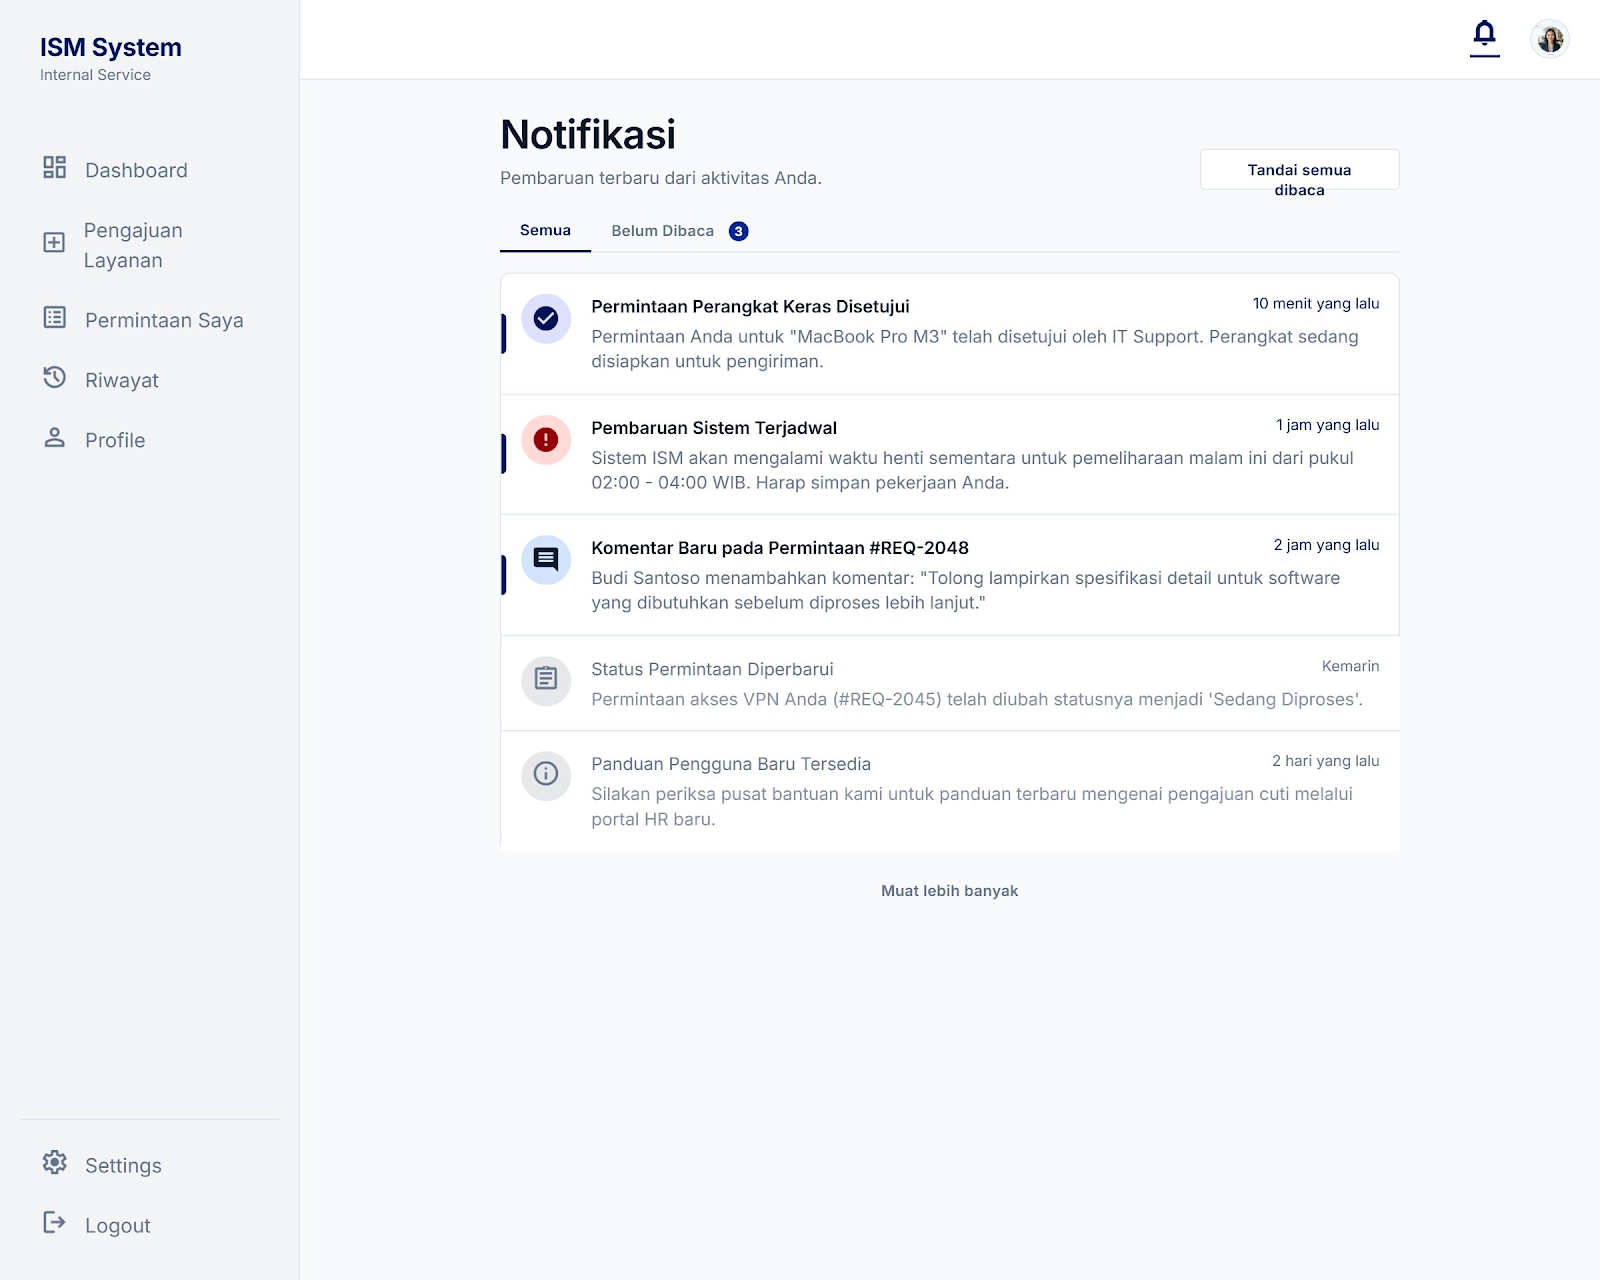 ISM System
Internal Service
Dashboard
Pengajuan
Layanan
Permintaan Saya
Riwayat
Profile
Settings
Logout
Notifikasi
Pembaruan terbaru dari aktivitas Anda.
Tandai semua
dibaca
Semua
Belum Dibaca 3
Permintaan Perangkat Keras Disetujui
10 menit yang lalu
Permintaan Anda untuk "MacBook Pro M3" telah disetujui oleh IT Support. Perangkat sedang
disiapkan untuk pengiriman.
Pembaruan Sistem Terjadwal
1 jam yang lalu
Sistem ISM akan mengalami waktu henti sementara untuk pemeliharaan malam ini dari pukul
02:00 - 04:00 WIB. Harap simpan pekerjaan Anda.
Komentar Baru pada Permintaan #REQ-2048
2 jam yang lalu
Budi Santoso menambahkan komentar: "Tolong lampirkan spesifikasi detail untuk software
yang dibutuhkan sebelum diproses lebih lanjut."
Status Permintaan Diperbarui
Kemarin
Permintaan akses VPN Anda (#REQ-2045) telah diubah statusnya menjadi 'Sedang Diproses'.
Panduan Pengguna Baru Tersedia
2 hari yang lalu
Silakan periksa pusat bantuan kami untuk panduan terbaru mengenai pengajuan cuti melalui
portal HR baru.
Muat lebih banyak